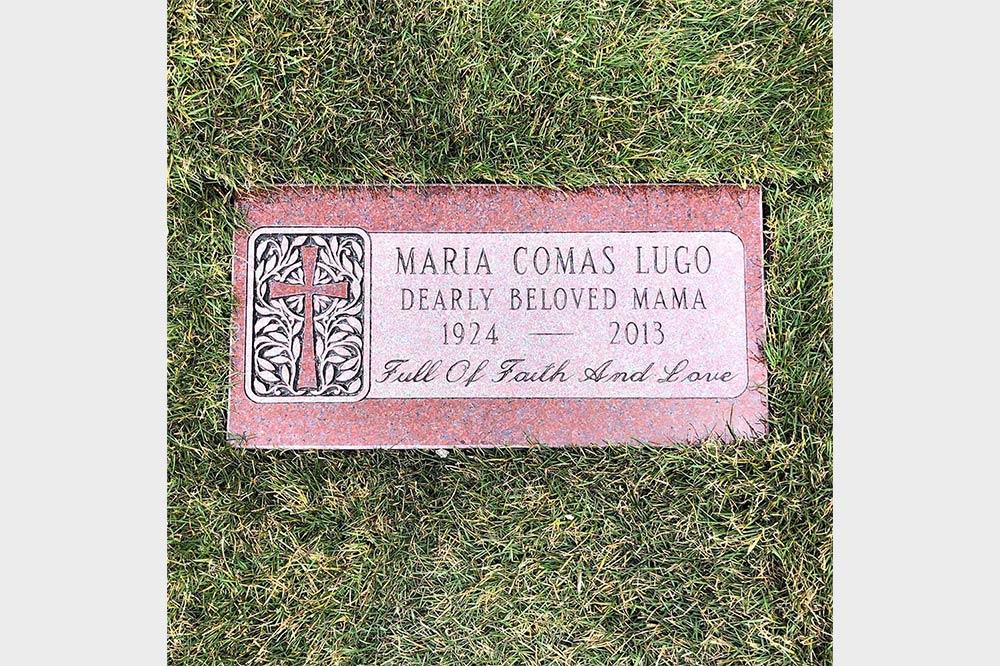 MARIA COMAS LUGO
DEARLY BELOVED MAMA
1924 — 2013
Full Of Faith And Love